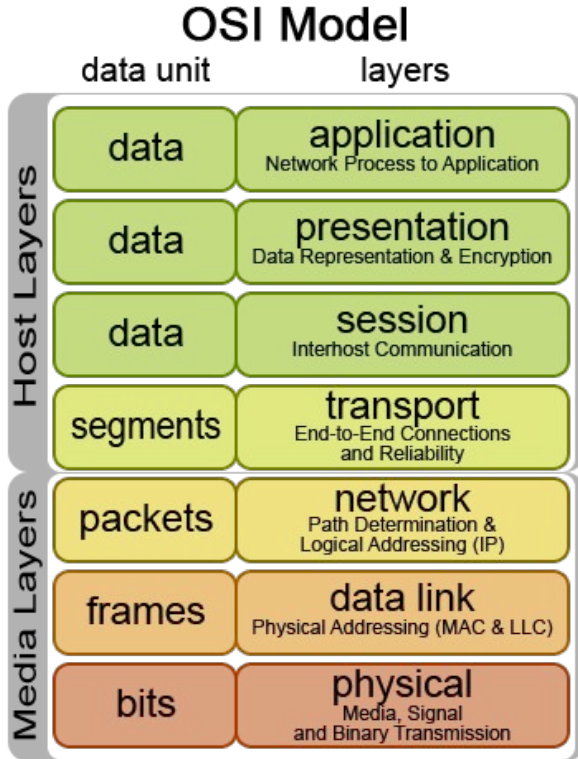 OSI Model
data unit
layers
Host Layers
data
application
Network Process to Application
data
presentation
Data Representation & Encryption
data
session
Interhost Communication
segments
transport
End-to-End Connections
and Reliability
Media Layers
packets
network
Path Determination &
Logical Addressing (IP)
frames
data link
Physical Addressing (MAC & LLC)
bits
physical
Media, Signal
and Binary Transmission